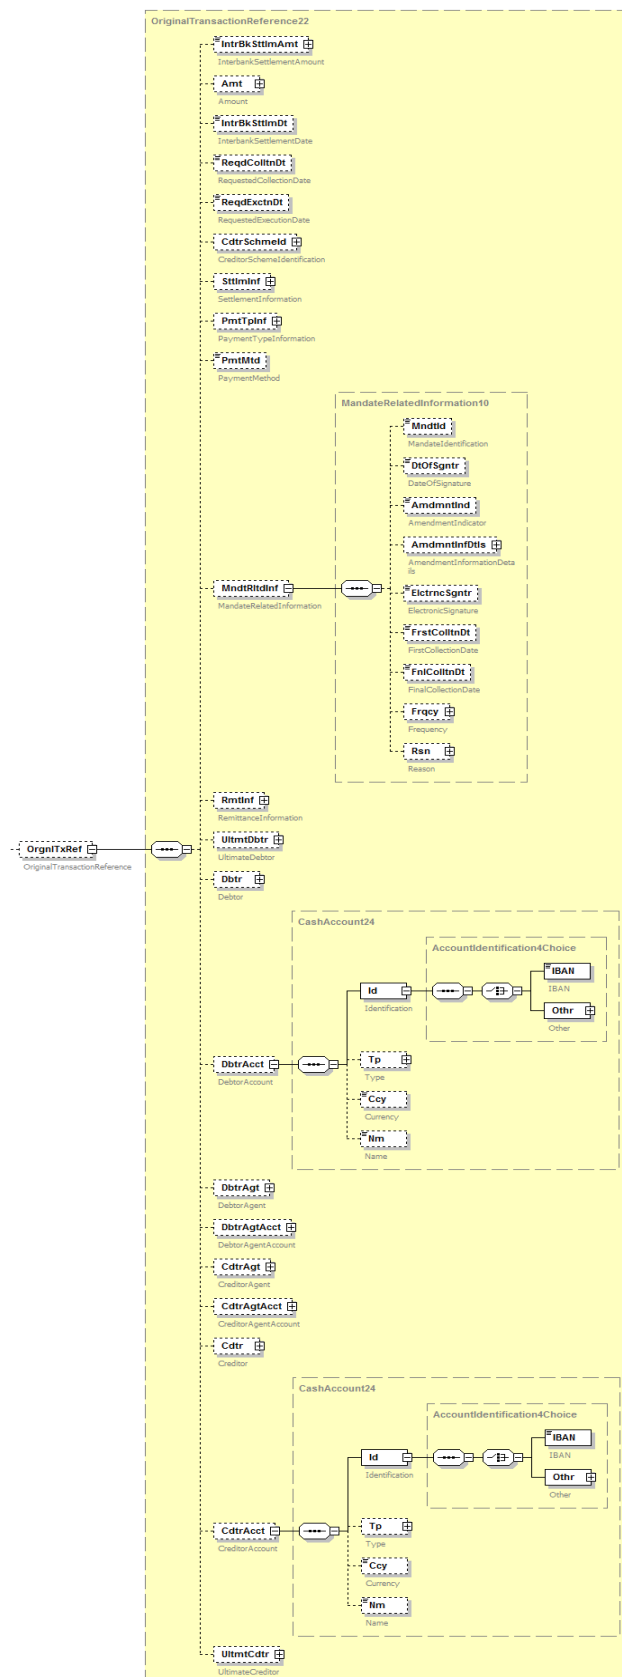 OriginalTransactionReference22
IntrBkSttlmAmt
InterbankSettlementAmount
Amt
Amount
IntrBkSttlmDt
InterbankSettlementDate
ReqdColltnDt
RequestedCollectionDate
ReqdExctnDt
RequestedExecutionDate
CdtrSchmeId
CreditorSchemeIdentification
SttlmInf
SettlementInformation
PmtTpInf
PaymentTypeInformation
PmtMtd
PaymentMethod
MandateRelatedInformation10
MndtId
MandateIdentification
DtOfSgntr
DateOfSignature
AmdmntInd
AmendmentIndicator
AmdmntInfDtls
AmendmentInformationDeta
ils
MndtRltdInf
MandateRelatedInformation
ElctrncSgntr
ElectronicSignature
FrstColltnDt
FirstCollectionDate
FnlColltnDt
FinalCollectionDate
Frqcy
Frequency
Rsn
Reason
RmtInf
RemittanceInformation
UltmtDbtr
UltimateDebtor
OrgnlTxRef
OriginalTransactionReference
Dbtr
Debtor
CashAccount24
AccountIdentification4Choice
IBAN
IBAN
Id
Identification
Othr
Other
DbtrAcct
DebtorAccount
Tp
Type
Ccy
Currency
Nm
Name
DbtrAgt
DebtorAgent
DbtrAgtAcct
DebtorAgentAccount
CdtrAgt
CreditorAgent
CdtrAgtAcct
CreditorAgentAccount
Cdtr
Creditor
CashAccount24
AccountIdentification4Choice
IBAN
IBAN
Id
Identification
Othr
Other
CdtrAcct
CreditorAccount
Tp
Type
Ccy
Currency
Nm
Name
UltmtCdtr
UltimateCreditor